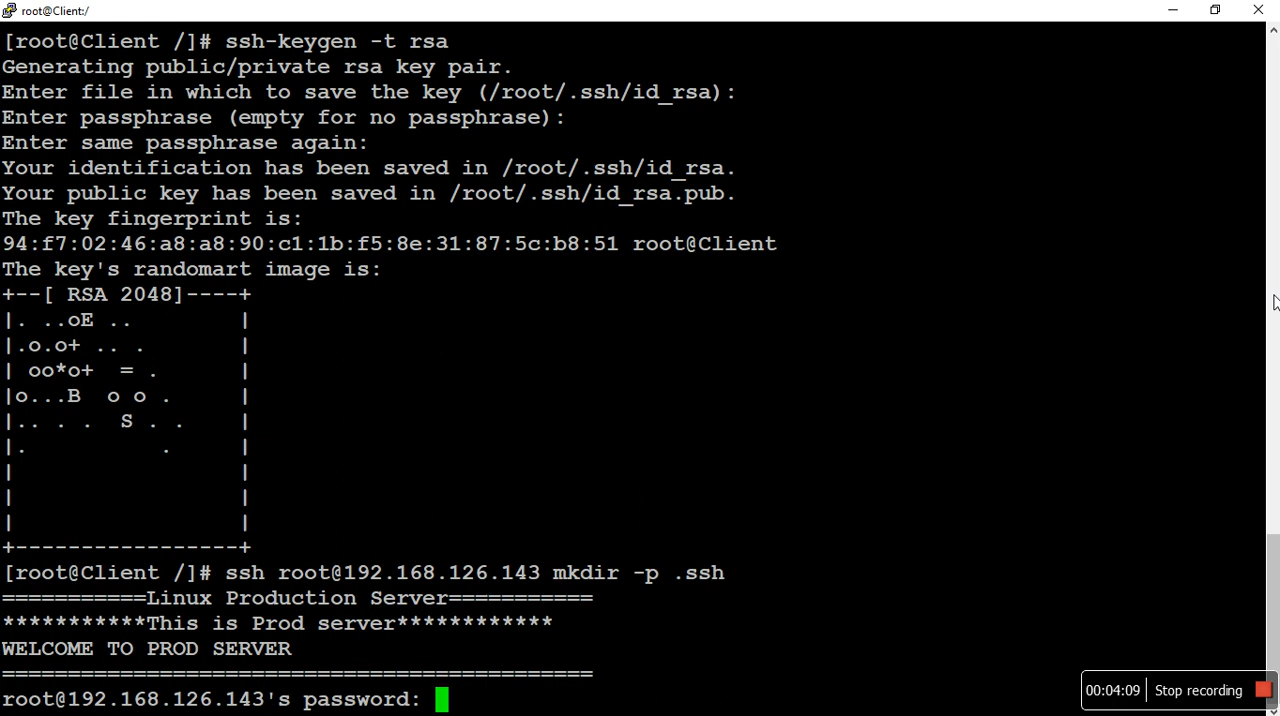 root@Client:/
[root@Client /]# ssh-keygen -t rsa
Generating public/private rsa key pair.
Enter file in which to save the key (/root/.ssh/id_rsa):
Enter passphrase (empty for no passphrase):
Enter same passphrase again:
Your identification has been saved in /root/.ssh/id_rsa.
Your public key has been saved in /root/.ssh/id_rsa.pub.
The key fingerprint is:
94:f7:02:46:a8:a8:90:c1:1b:f5:8e:31:87:5c:b8:51 root@Client
The key's randomart image is:
+--[ RSA 2048]----+
|. ..oE ..        |
|.o.o+ .. .       |
| oo*o+  = .      |
|o...B  o o .     |
|.. . .  S . .    |
|.          .     |
|                 |
|                 |
|                 |
+-----------------+
[root@Client /]# ssh root@192.168.126.143 mkdir -p .ssh
===========Linux Production Server===========
***********This is Prod server************
WELCOME TO PROD SERVER
=============================================
root@192.168.126.143's password:
00:04:09 Stop recording